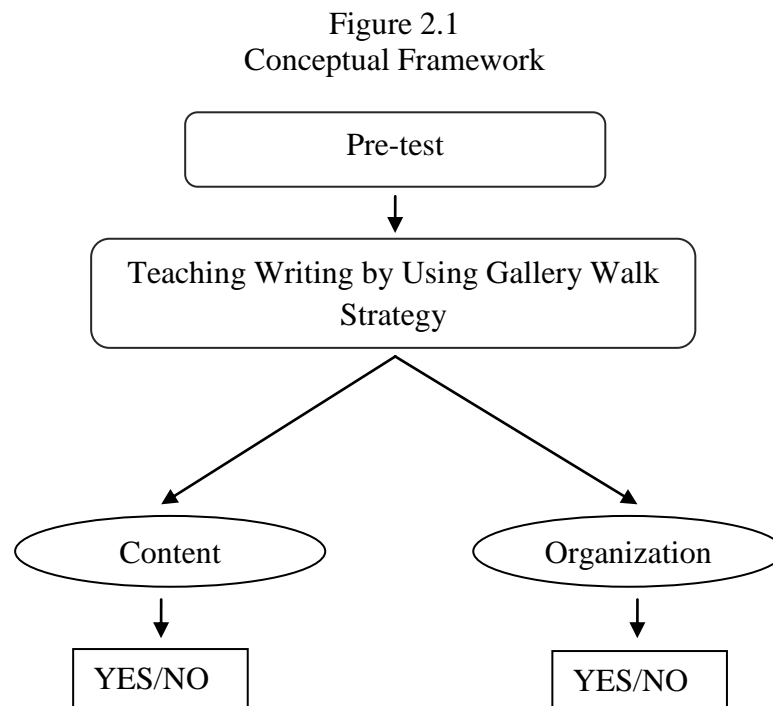 Figure 2.1
Conceptual Framework
Pre-test
Teaching Writing by Using Gallery Walk
Strategy
Content
Organization
YES/NO
YES/NO